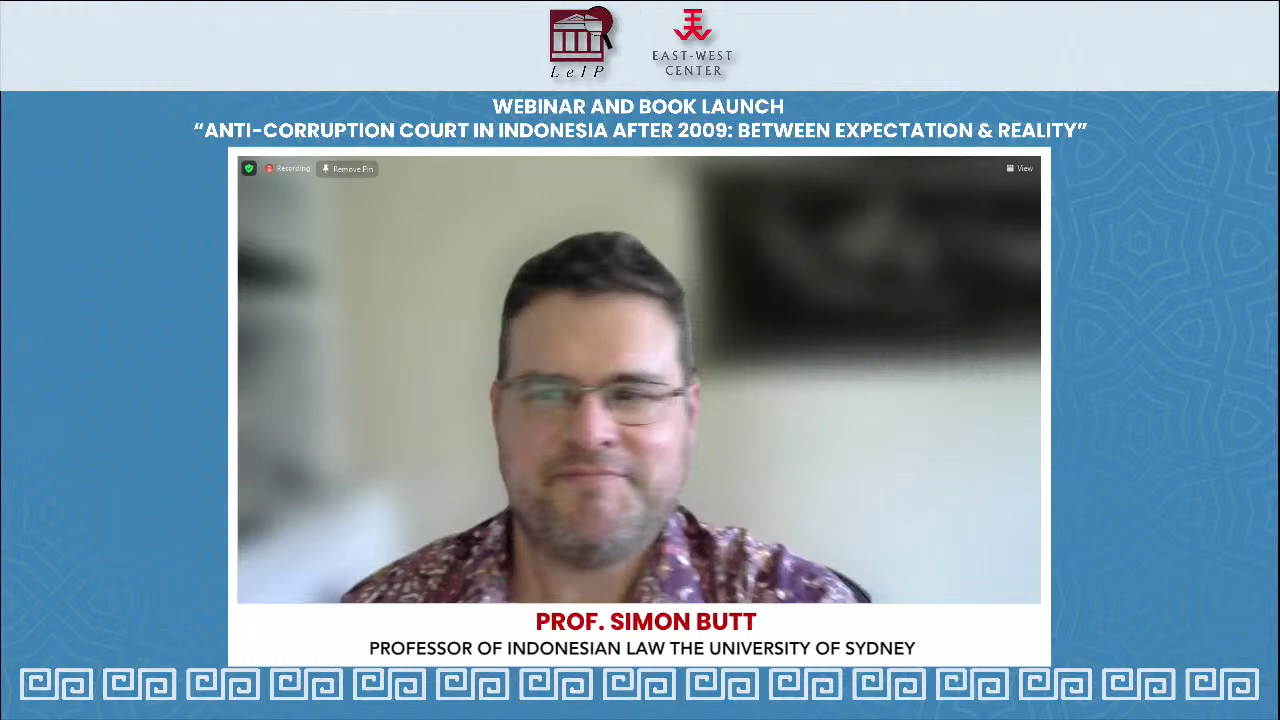 LeIP
EAST-WEST
CENTER
WEBINAR AND BOOK LAUNCH
“ANTI-CORRUPTION COURT IN INDONESIA AFTER 2009: BETWEEN EXPECTATION & REALITY”
Recording Remove Pin View
PROF. SIMON BUTT
PROFESSOR OF INDONESIAN LAW THE UNIVERSITY OF SYDNEY